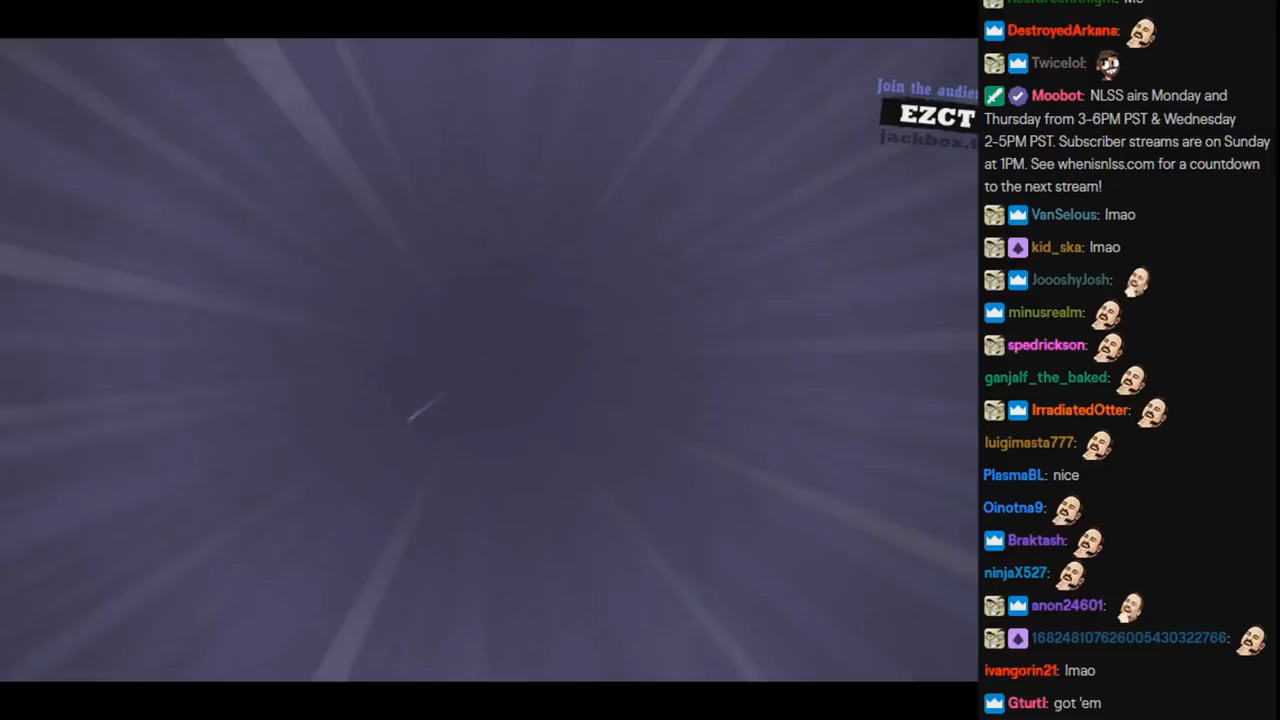 Join the audien
EZCT
jackbox.t
DestroyedArkana:
Twicelol:
Moobot: NLSS airs Monday and
Thursday from 3-6PM PST & Wednesday
2-5PM PST. Subscriber streams are on Sunday
at 1PM. See whenisnlss.com for a countdown
to the next stream!
VanSelous: lmao
kid_ska: lmao
JoooshyJosh:
minusrealm:
spedrickson:
ganjalf_the_baked:
IrradiatedOtter:
luigimasta777:
PlasmaBL: nice
Oinotna9:
Braktash:
ninjaX527:
anon24601:
168248107626005430322766:
ivangorin21: lmao
Gturtl: got 'em